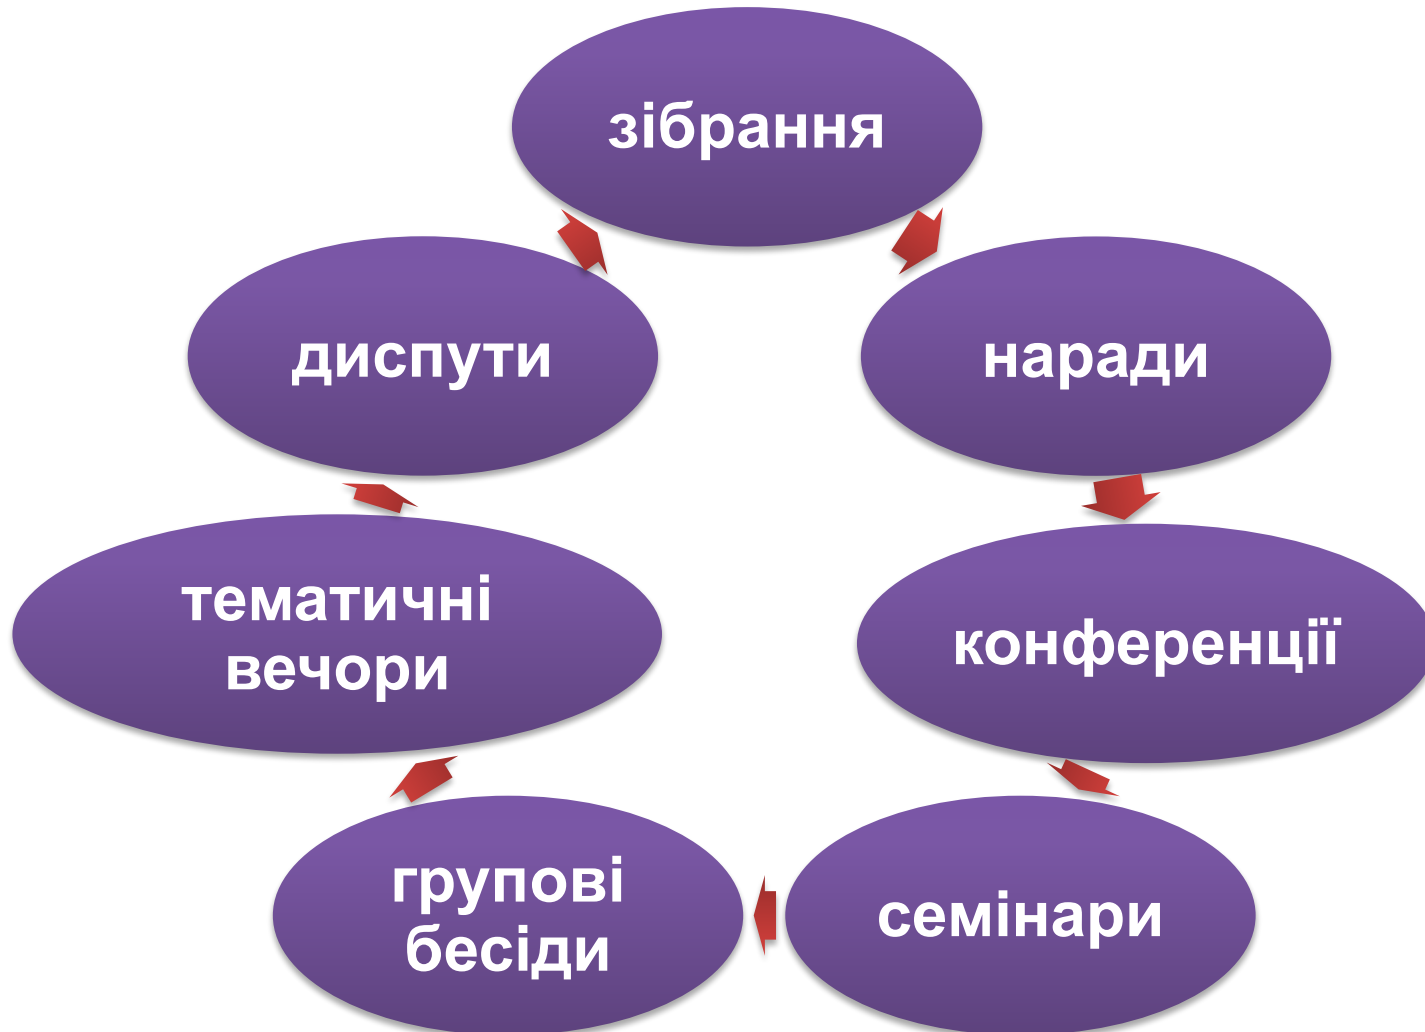 зібрання
диспути
наради
тематичні
вечори
конференції
групові
бесіди
семінари